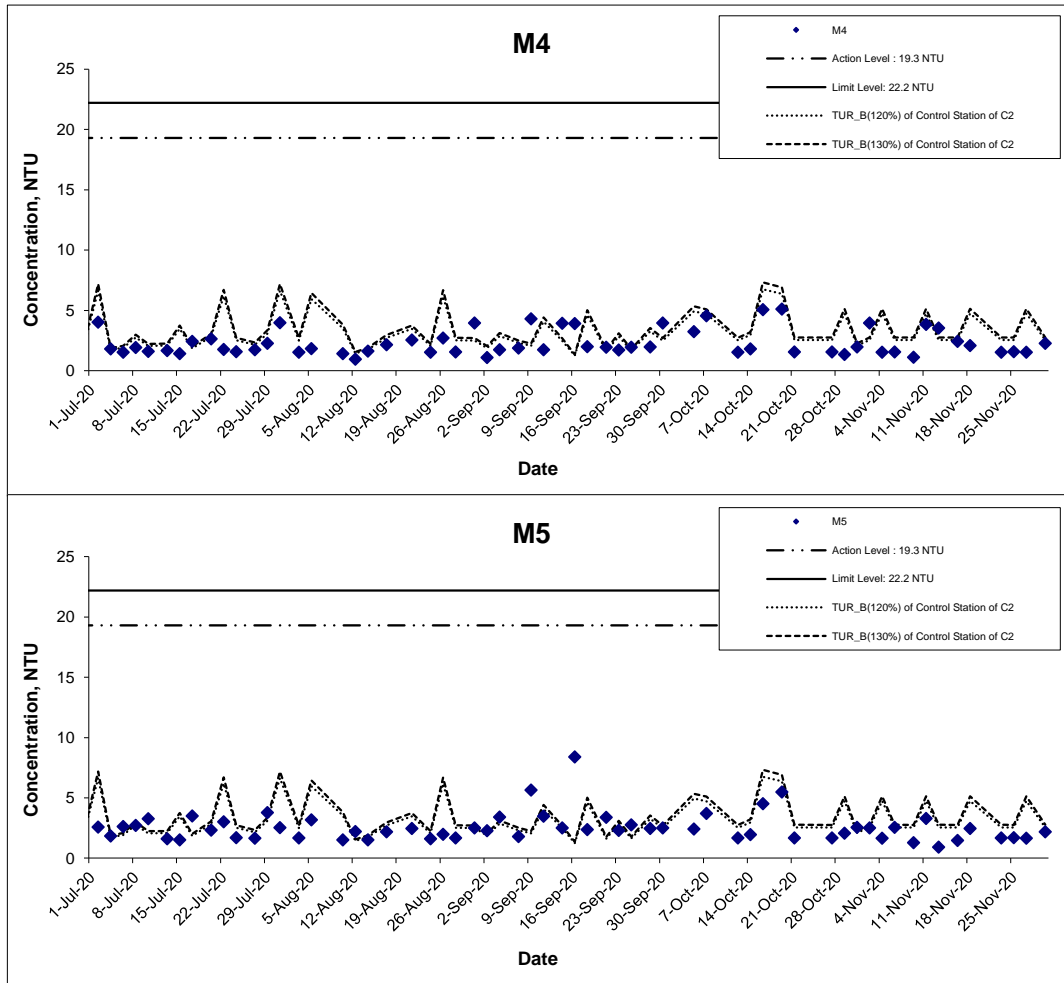 M4
M4
Action Level : 19.3 NTU
Limit Level: 22.2 NTU
TUR_B(120%) of Control Station of C2
TUR_B(130%) of Control Station of C2
Concentration, NTU
25
20
15
10
5
0
1-Jul-20
8-Jul-20
15-Jul-20
22-Jul-20
29-Jul-20
5-Aug-20
12-Aug-20
19-Aug-20
26-Aug-20
2-Sep-20
9-Sep-20
16-Sep-20
23-Sep-20
30-Sep-20
7-Oct-20
14-Oct-20
21-Oct-20
28-Oct-20
4-Nov-20
11-Nov-20
18-Nov-20
25-Nov-20
Date
M5
M5
Action Level : 19.3 NTU
Limit Level: 22.2 NTU
TUR_B(120%) of Control Station of C2
TUR_B(130%) of Control Station of C2
Concentration, NTU
25
20
15
10
5
0
1-Jul-20
8-Jul-20
15-Jul-20
22-Jul-20
29-Jul-20
5-Aug-20
12-Aug-20
19-Aug-20
26-Aug-20
2-Sep-20
9-Sep-20
16-Sep-20
23-Sep-20
30-Sep-20
7-Oct-20
14-Oct-20
21-Oct-20
28-Oct-20
4-Nov-20
11-Nov-20
18-Nov-20
25-Nov-20
Date